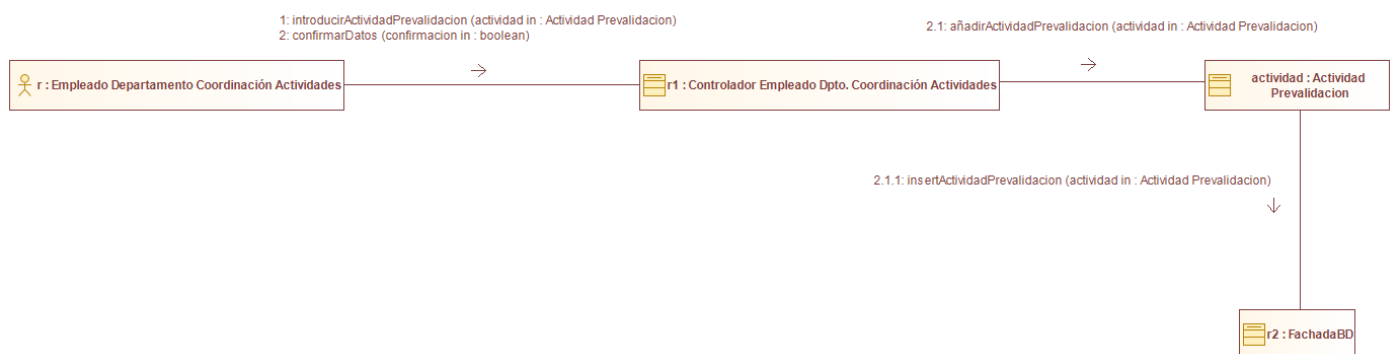 1: introducirActividadPrevalidacion (actividad in : Actividad Prevalidacion)
2: confirmarDatos (confirmacion in : boolean)
2.1: añadirActividadPrevalidacion (actividad in : Actividad Prevalidacion)
r : Empleado Departamento Coordinación Actividades
r1 : Controlador Empleado Dpto. Coordinación Actividades
actividad : Actividad
Prevalidacion
2.1.1: insertActividadPrevalidacion (actividad in : Actividad Prevalidacion)
r2 : FachadaBD